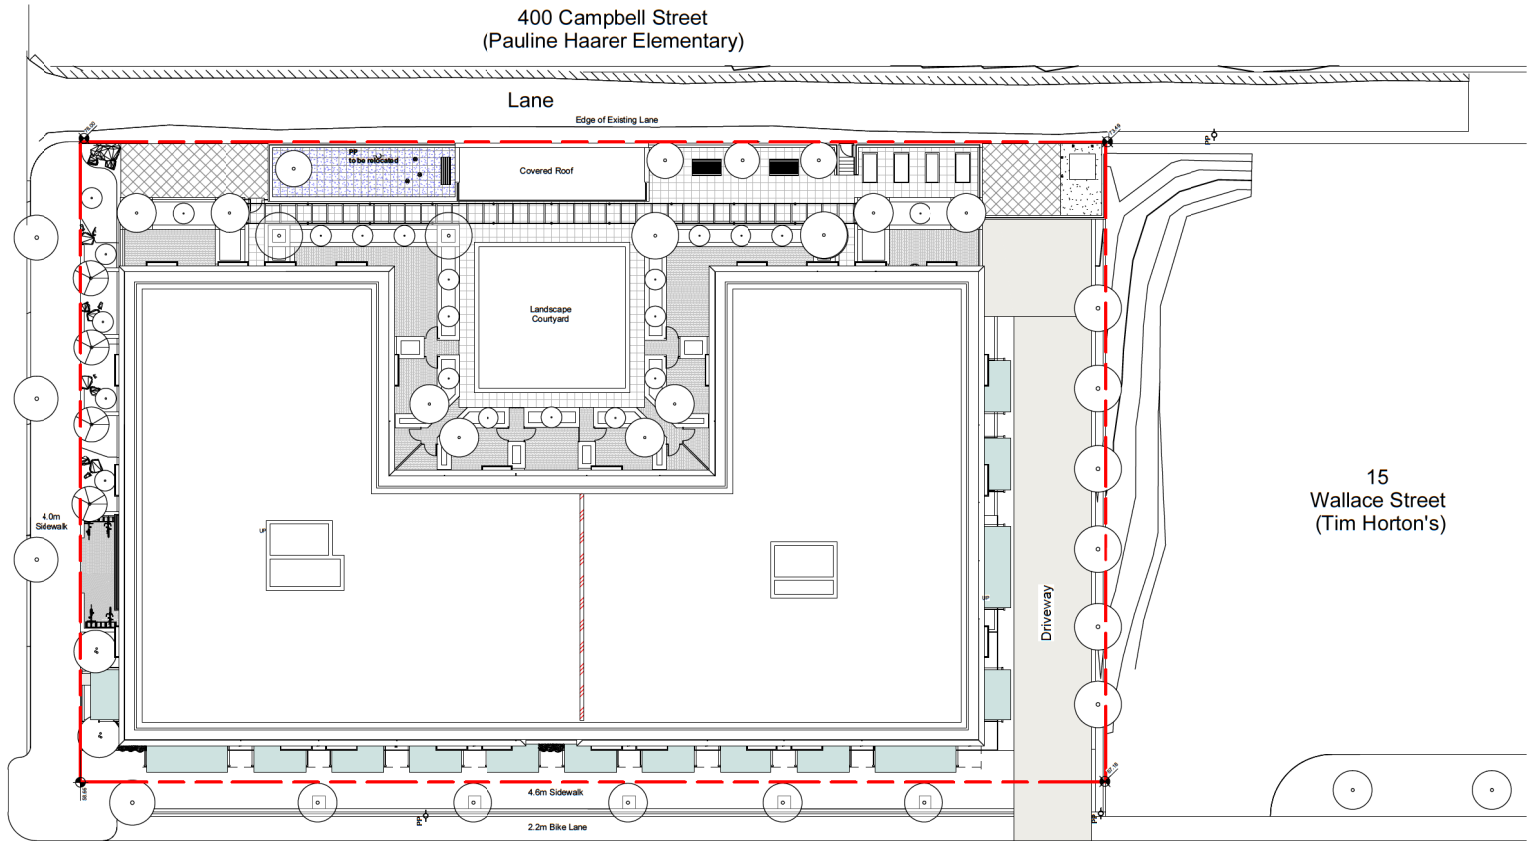 400 Campbell Street
(Pauline Haarer Elementary)
Lane
Edge of Existing Lane
PP
PP
to be relocated
Covered Roof
Landscape
Courtyard
15
Wallace Street
(Tim Horton's)
4.0m
Sidewalk
UP
UP
Driveway
4.6m Sidewalk
PP
PP
2.2m Bike Lane